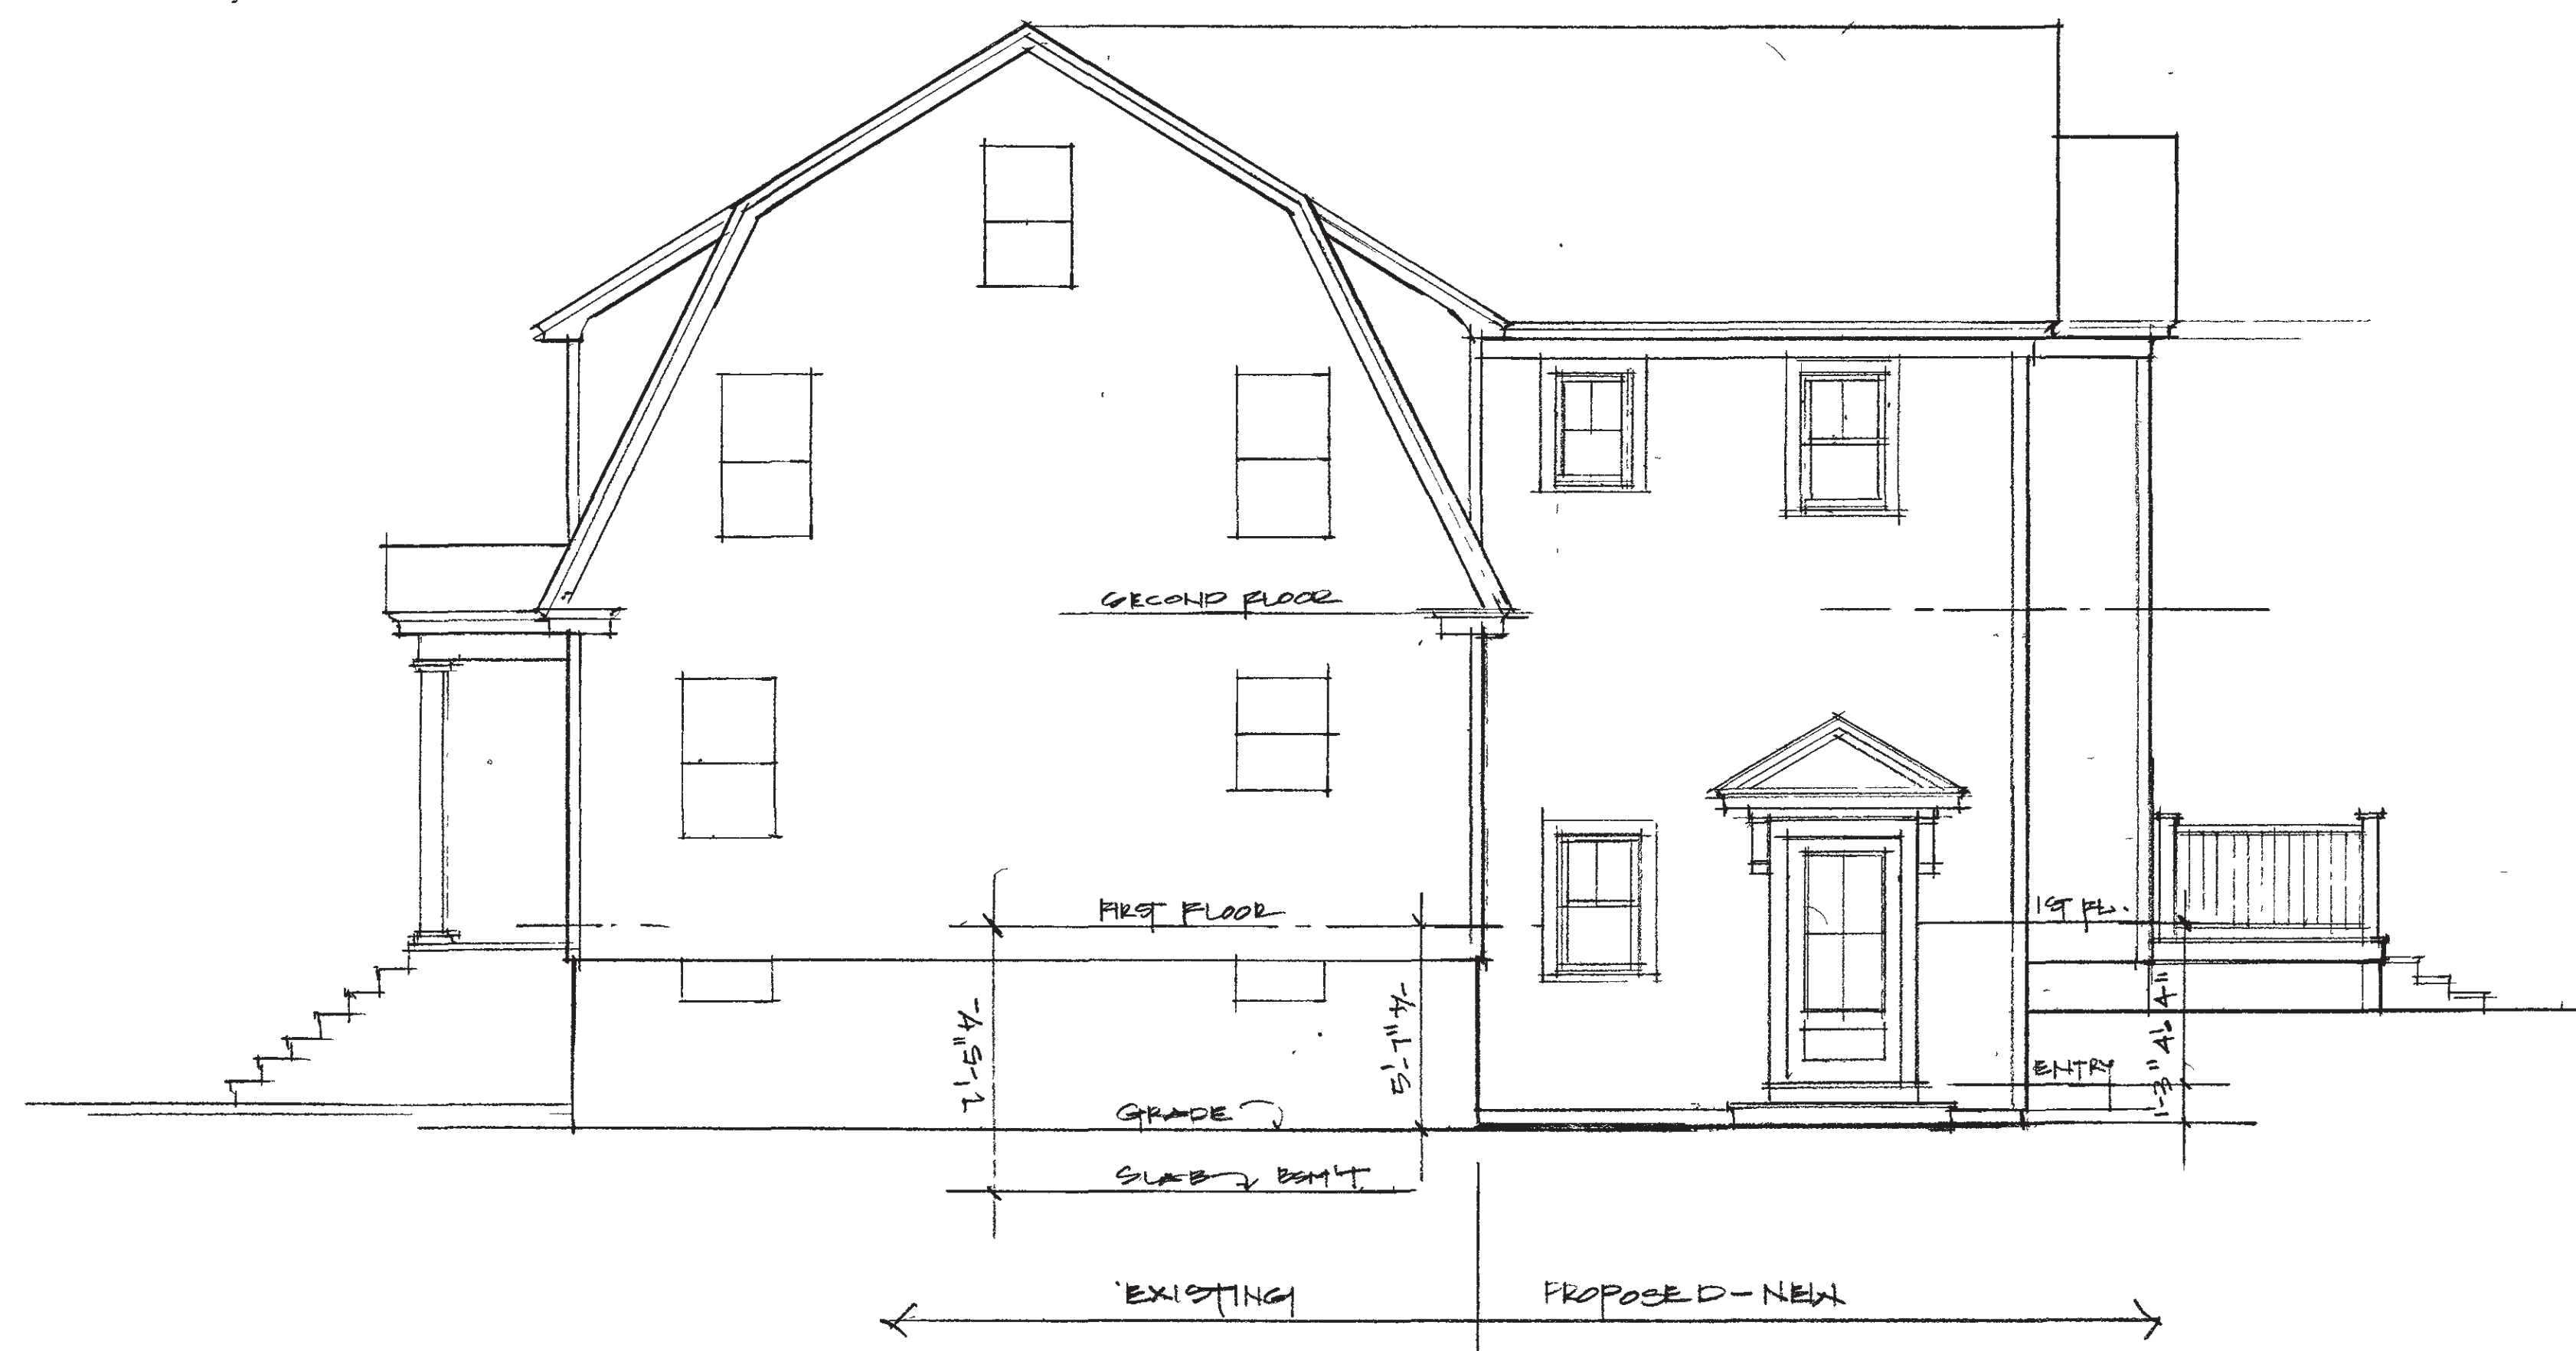 SECOND FLOOR
FIRST FLOOR
1ST FL.
7'-5" +/-
5'-7" +/-
4'-4"
ENTRY
1'-3"
GRADE
SLAB BSMT
EXISTING
PROPOSED - NEW